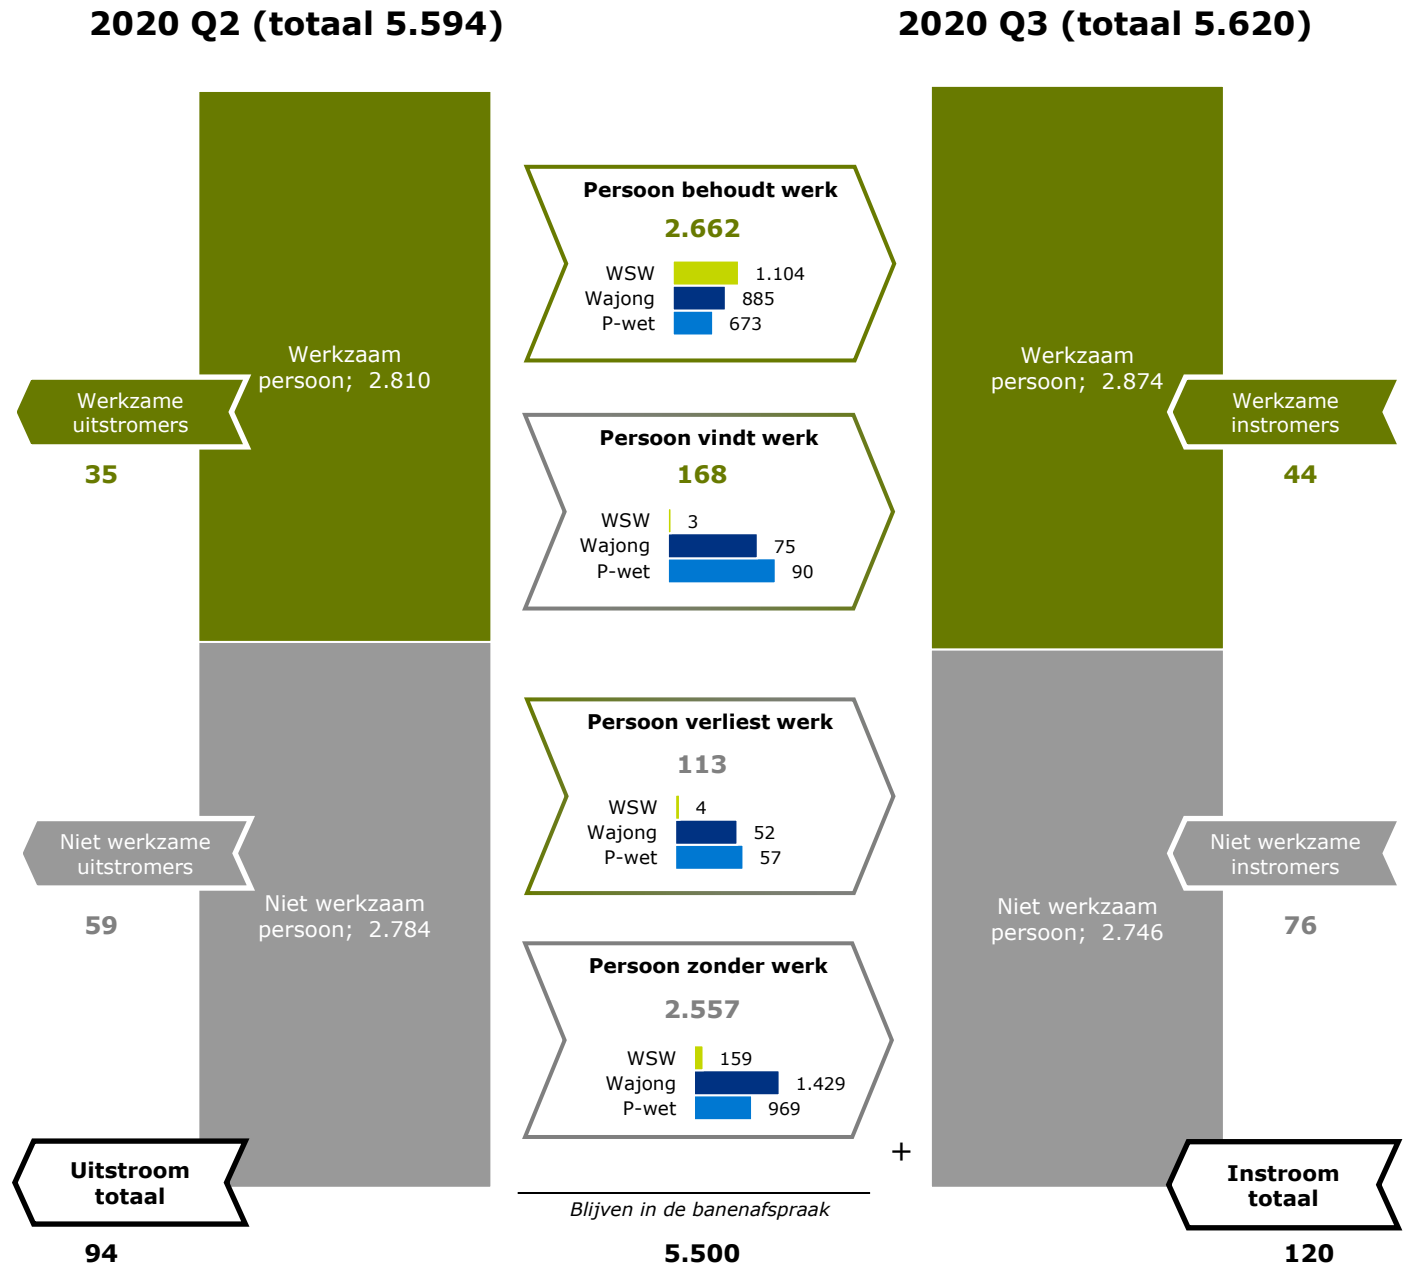 2020 Q2 (totaal 5.594)
2020 Q3 (totaal 5.620)
Werkzaam
persoon; 2.810
Werkzame
uitstromers
35
Niet werkzame
uitstromers
59
Niet werkzaam
persoon; 2.784
Uitstroom
totaal
94
Persoon behoudt werk
2.662
WSW 1.104
Wajong 885
P-wet 673
Persoon vindt werk
168
WSW 3
Wajong 75
P-wet 90
Persoon verliest werk
113
WSW 4
Wajong 52
P-wet 57
Persoon zonder werk
2.557
WSW 159
Wajong 1.429
P-wet 969
+
Blijven in de banenafspraak
5.500
Werkzaam
persoon; 2.874
Werkzame
instromers
44
Niet werkzame
instromers
76
Niet werkzaam
persoon; 2.746
Instroom
totaal
120